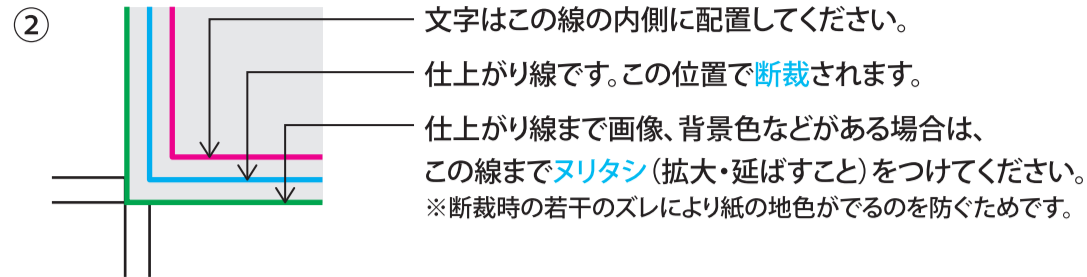 ②
文字はこの線の内側に配置してください。
仕上がり線です。この位置で断裁されます。
仕上がり線まで画像、背景色などがある場合は、
この線までヌリタシ（拡大・延ばすこと）をつけてください。
※断裁時の若干のズレにより紙の地色がでるのを防ぐためです。